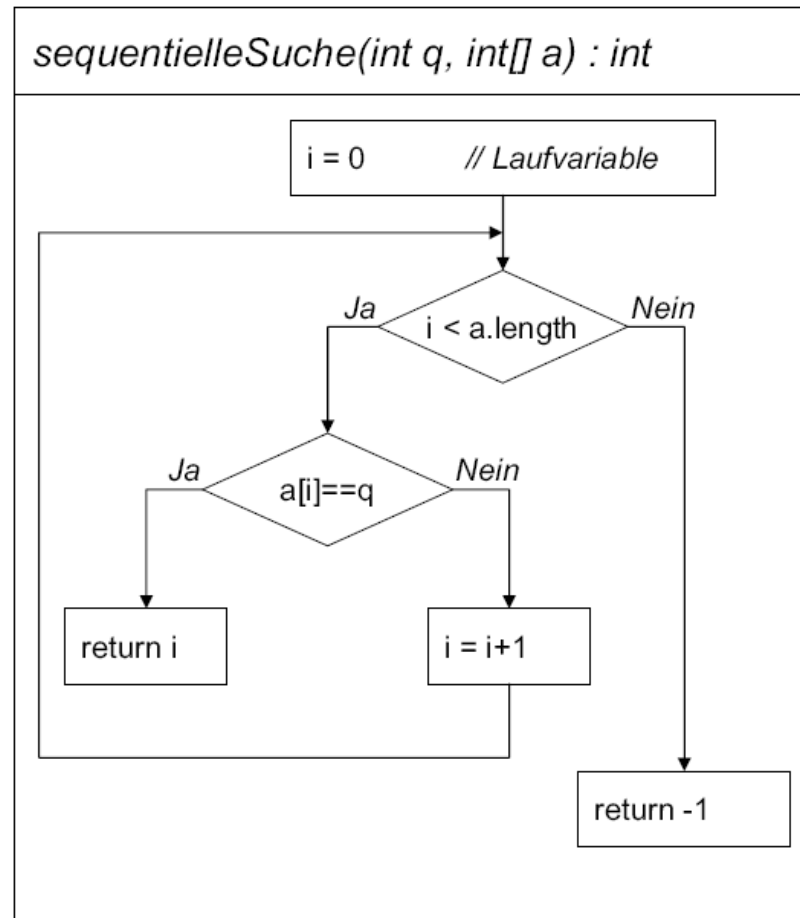 sequentielleSuche(int q, int[] a) : int
i = 0 // Laufvariable
Ja
Nein
i < a.length
Ja
Nein
a[i]==q
return i
i = i+1
return -1